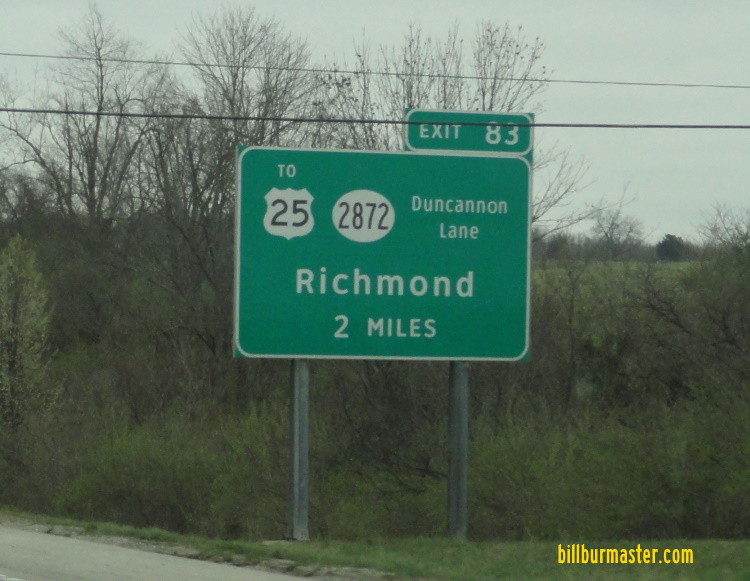 EXIT 83
TO
25 2872 Duncannon
Lane
Richmond
2 MILES
billburmaster.com